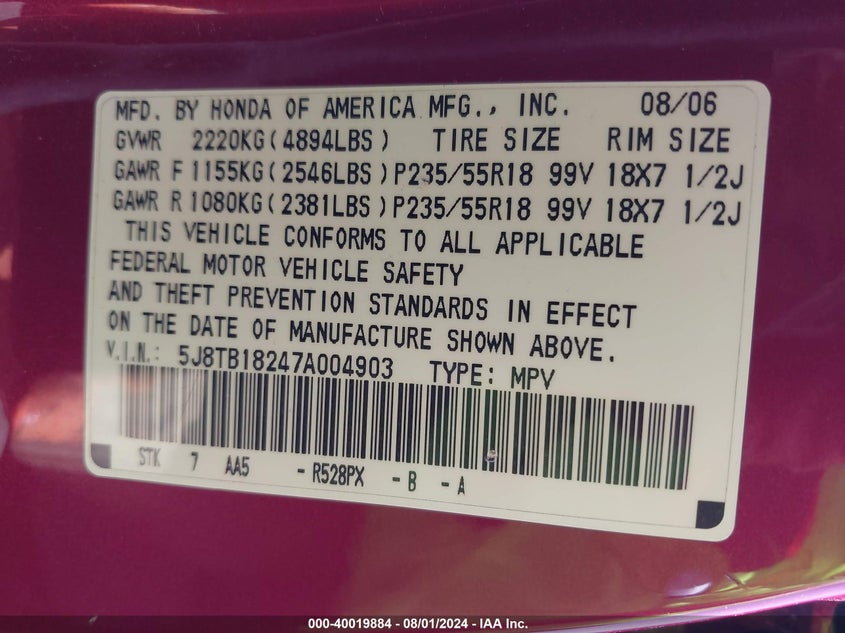 MFD. BY HONDA OF AMERICA MFG., INC. 08/06
GVWR 2220KG(4894LBS) TIRE SIZE RIM SIZE
GAWR F 1155KG(2546LBS)P235/55R18 99V 18X7 1/2J
GAWR R 1080KG(2381LBS)P235/55R18 99V 18X7 1/2J
THIS VEHICLE CONFORMS TO ALL APPLICABLE
FEDERAL MOTOR VEHICLE SAFETY
AND THEFT PREVENTION STANDARDS IN EFFECT
ON THE DATE OF MANUFACTURE SHOWN ABOVE.
V.I.N.: 5J8TB18247A004903 TYPE: MPV
STK 7 AA5 -R528PX -B -A
000-40019884 - 08/01/2024 - IAA Inc.